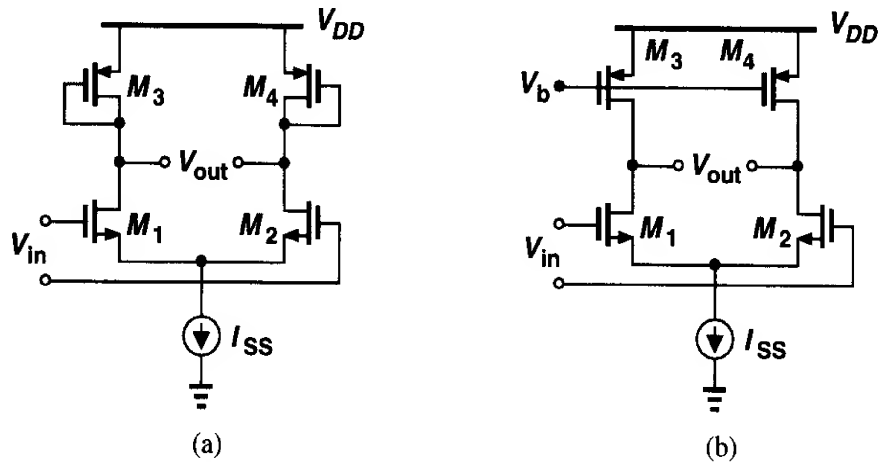 V_DD
M_3
M_4
V_out
M_1
M_2
V_in
I_SS
(a)
V_DD
M_3
M_4
V_b
V_out
M_1
M_2
V_in
I_SS
(b)